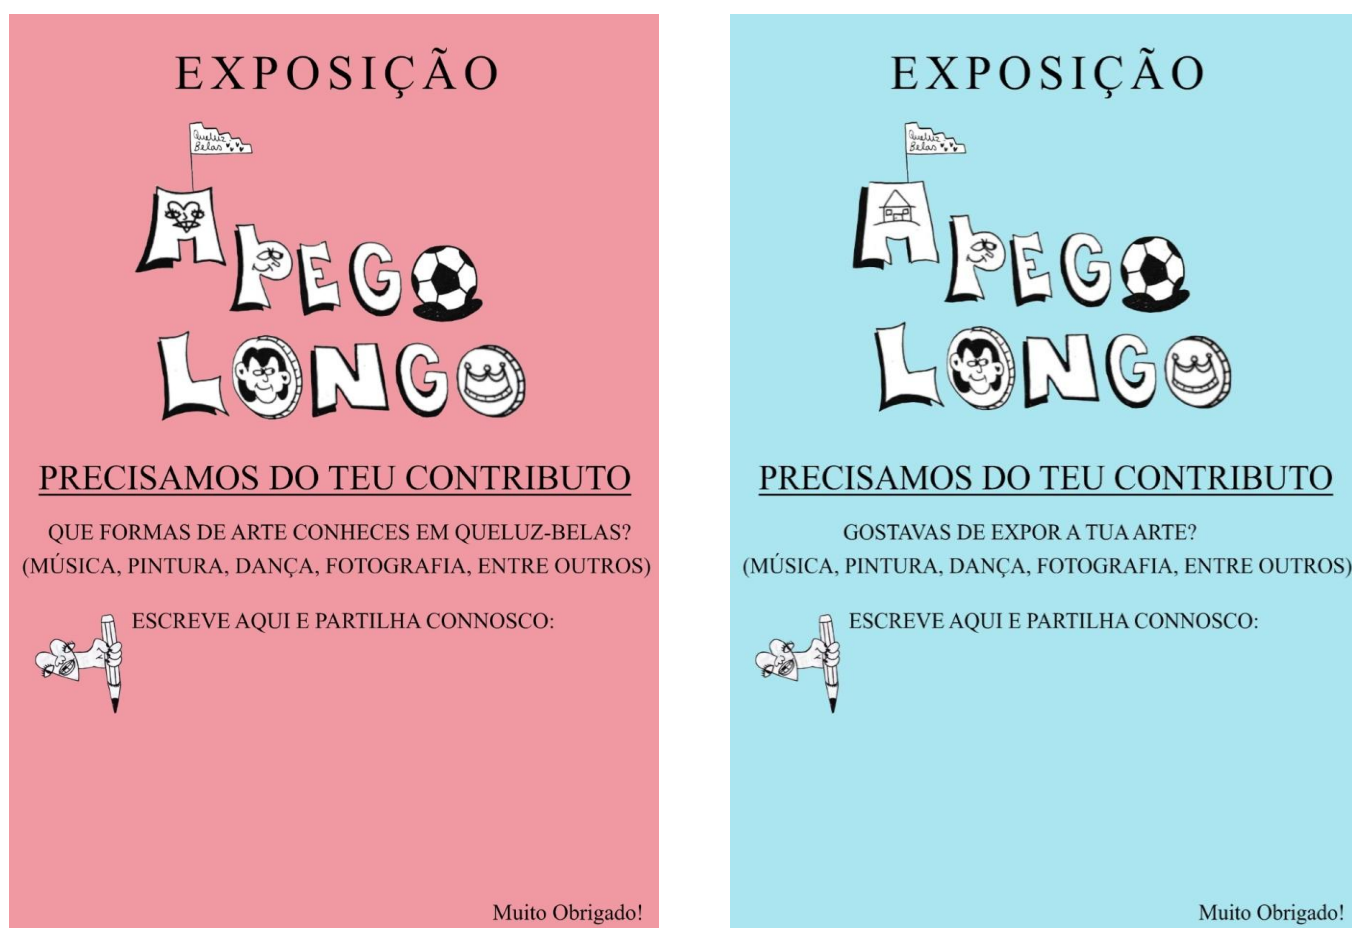 EXPOSIÇÃO
Queluz
Belas
APEGO
LONGO
PRECISAMOS DO TEU CONTRIBUTO
QUE FORMAS DE ARTE CONHECES EM QUELUZ-BELAS?
(MÚSICA, PINTURA, DANÇA, FOTOGRAFIA, ENTRE OUTROS)
ESCREVE AQUI E PARTILHA CONNOSCO:
Muito Obrigado!
EXPOSIÇÃO
Queluz
Belas
APEGO
LONGO
PRECISAMOS DO TEU CONTRIBUTO
GOSTAVAS DE EXPOR A TUA ARTE?
(MÚSICA, PINTURA, DANÇA, FOTOGRAFIA, ENTRE OUTROS)
ESCREVE AQUI E PARTILHA CONNOSCO:
Muito Obrigado!